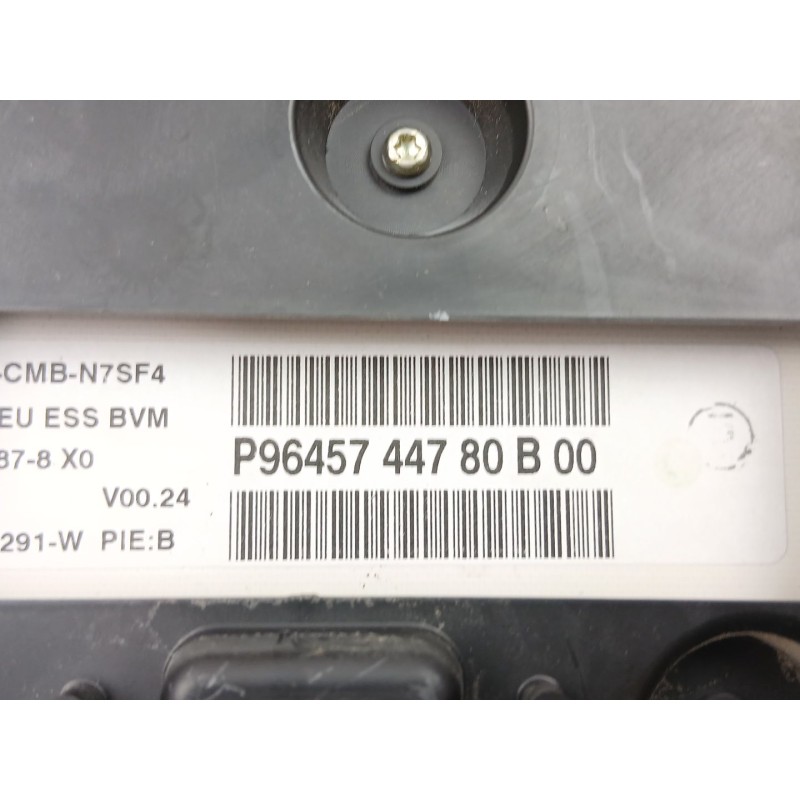 -CMB-N7SF4
EU ESS BVM
87-8 X0
V00.24
291-W PIE:B
P96457 447 80 B 00